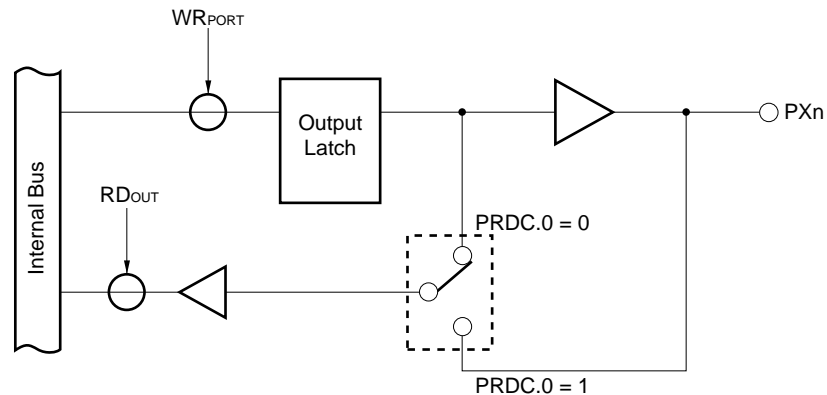 WRPORT
Output
Latch
PXn
Internal Bus
RDOUT
PRDC.0 = 0
PRDC.0 = 1